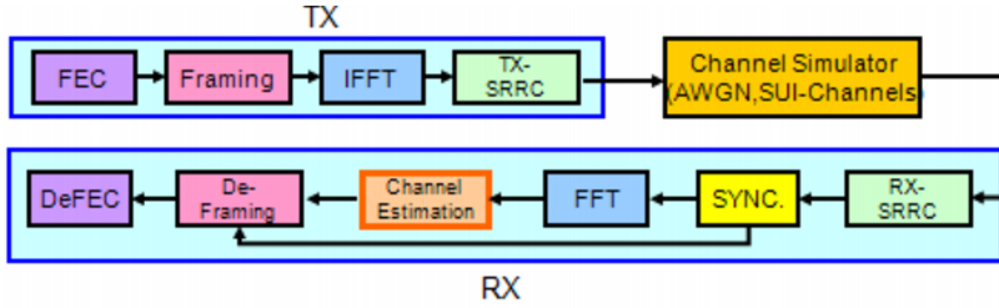 TX
FEC
Framing
IFFT
TX-
SRRC
Channel Simulator
(AWGN,SUI-Channels)
DeFEC
De-
Framing
Channel
Estimation
FFT
SYNC.
RX-
SRRC
RX